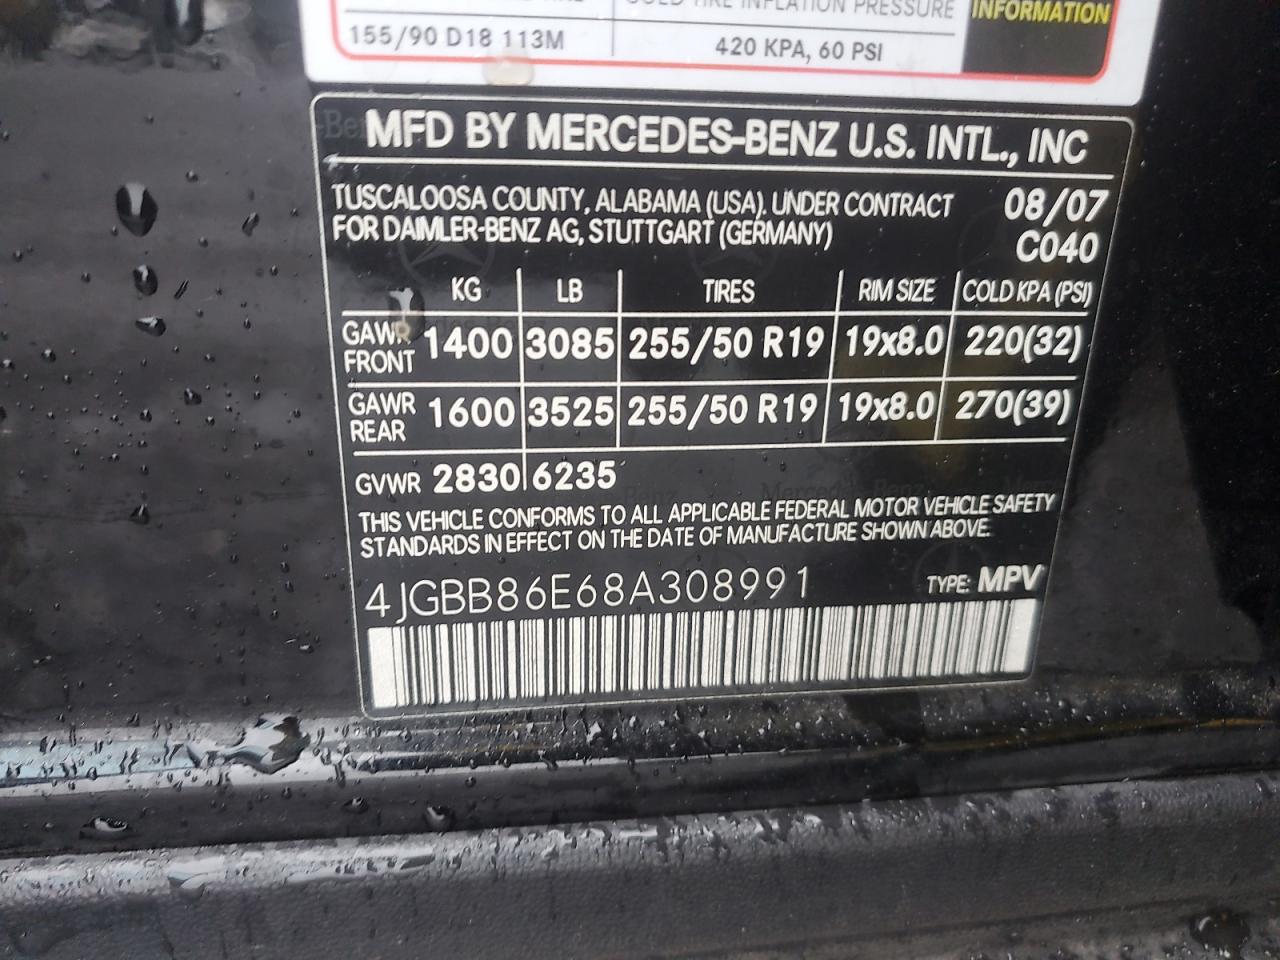 COLD TIRE INFLATION PRESSURE
INFORMATION
155/90 D18 113M
420 KPA, 60 PSI
MFD BY MERCEDES-BENZ U.S. INTL., INC
TUSCALOOSA COUNTY, ALABAMA (USA). UNDER CONTRACT 08/07
FOR DAIMLER-BENZ AG, STUTTGART (GERMANY) C040
KG LB TIRES RIM SIZE COLD KPA (PSI)
GAWR FRONT 1400 3085 255/50 R19 19x8.0 220(32)
GAWR REAR 1600 3525 255/50 R19 19x8.0 270(39)
GVWR 2830 6235
THIS VEHICLE CONFORMS TO ALL APPLICABLE FEDERAL MOTOR VEHICLE SAFETY
STANDARDS IN EFFECT ON THE DATE OF MANUFACTURE SHOWN ABOVE.
4JGBB86E68A308991 TYPE: MPV